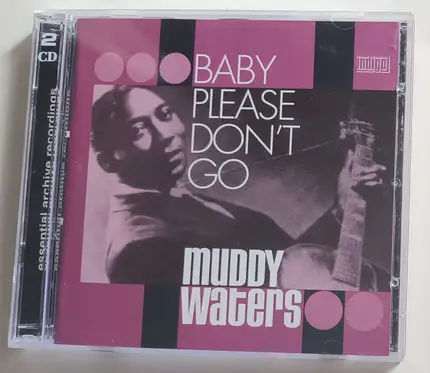 2
CD
essential archive recordings
BABY
PLEASE
DON'T
GO
indigo
MUDDY
WATERS